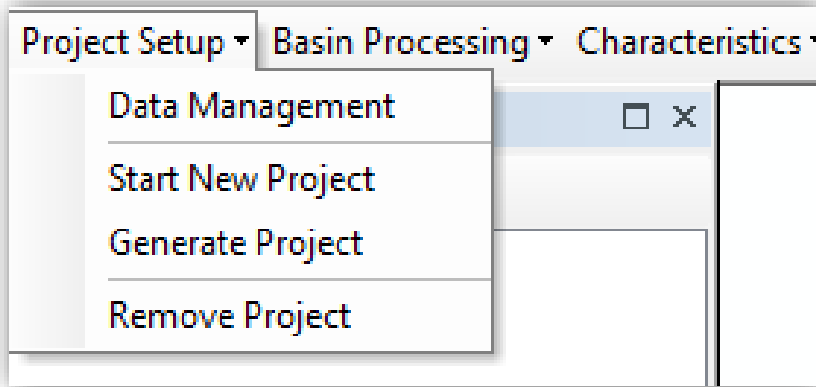 Project Setup Basin Processing Characteristics
Data Management
Start New Project
Generate Project
Remove Project